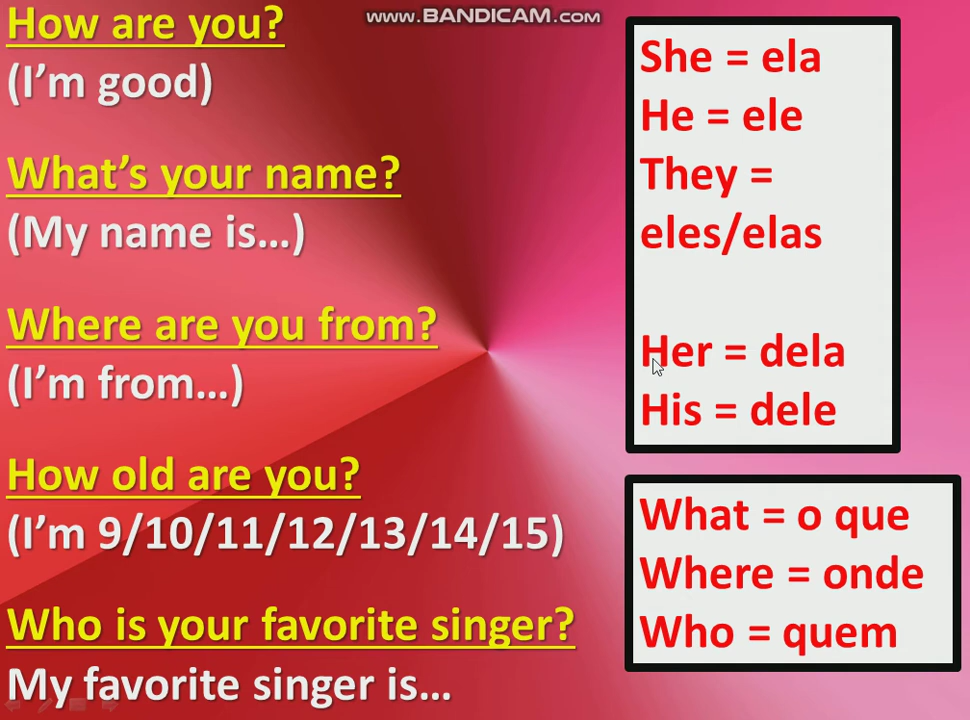 www.BANDICAM.com
How are you?
(I'm good)
What's your name?
(My name is...)
Where are you from?
(I'm from...)
How old are you?
(I'm 9/10/11/12/13/14/15)
Who is your favorite singer?
My favorite singer is...
She = ela
He = ele
They =
eles/elas
Her = dela
His = dele
What = o que
Where = onde
Who = quem